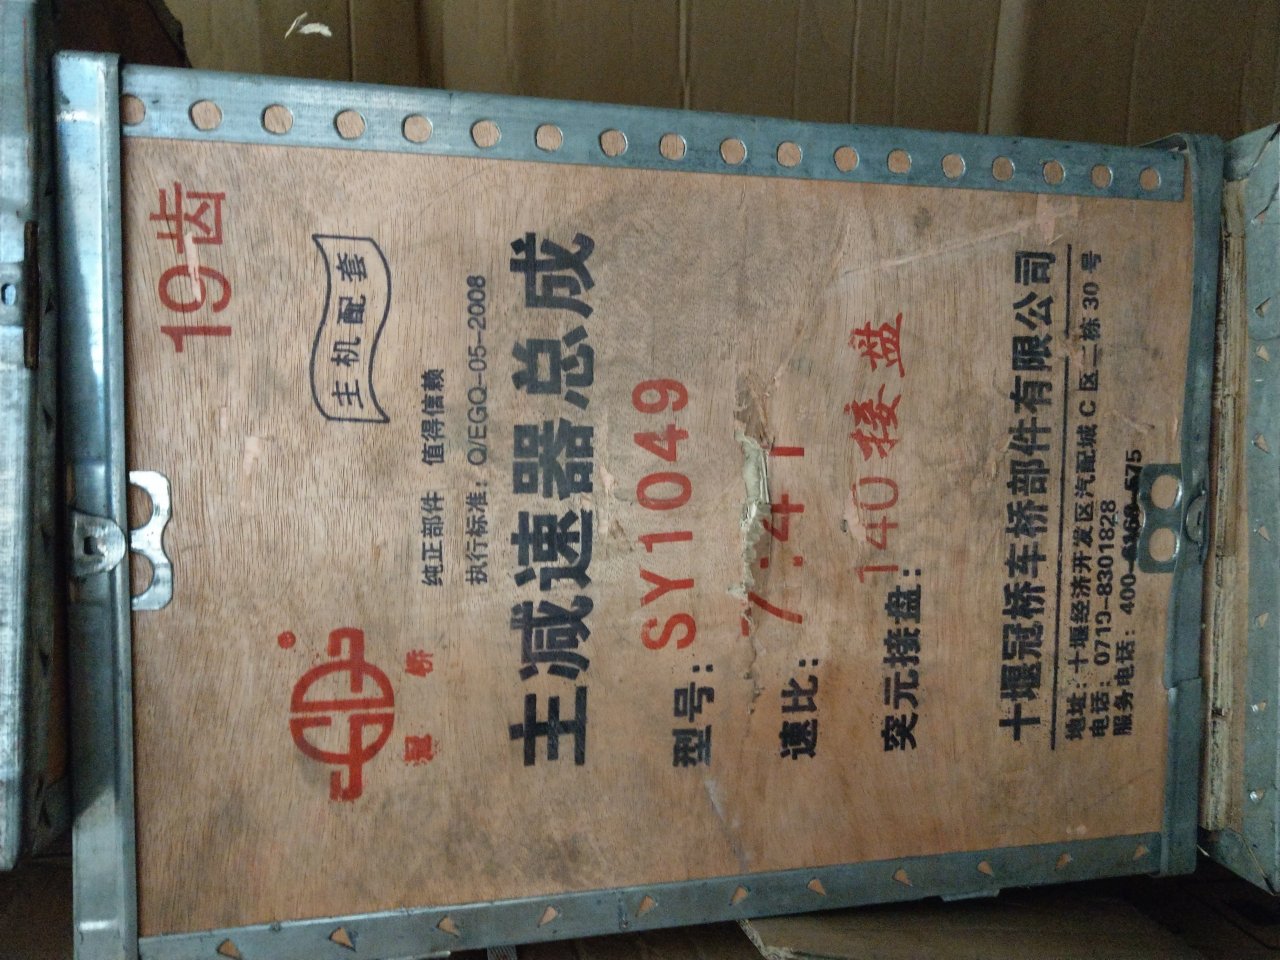 19齿
主机配套
冠桥
纯正部件 值得信赖
执行标准：Q/EGQ-05-2008
主减速器总成
型号：SY1049
速比：7.41
突元接盘：140接盘
十堰冠桥车桥部件有限公司
地址：十堰经济开发区汽配城C区二栋30号
电话：0719-8301828
服务电话：400-0160-575